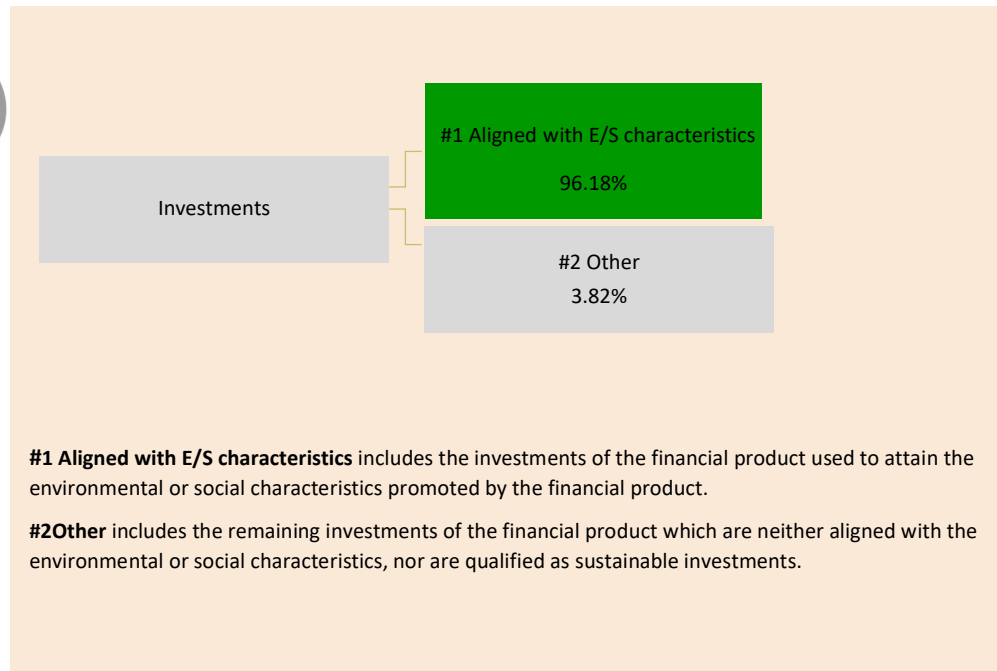 #1 Aligned with E/S characteristics
96.18%
Investments
#2 Other
3.82%
#1 Aligned with E/S characteristics includes the investments of the financial product used to attain the
environmental or social characteristics promoted by the financial product.
#2Other includes the remaining investments of the financial product which are neither aligned with the
environmental or social characteristics, nor are qualified as sustainable investments.